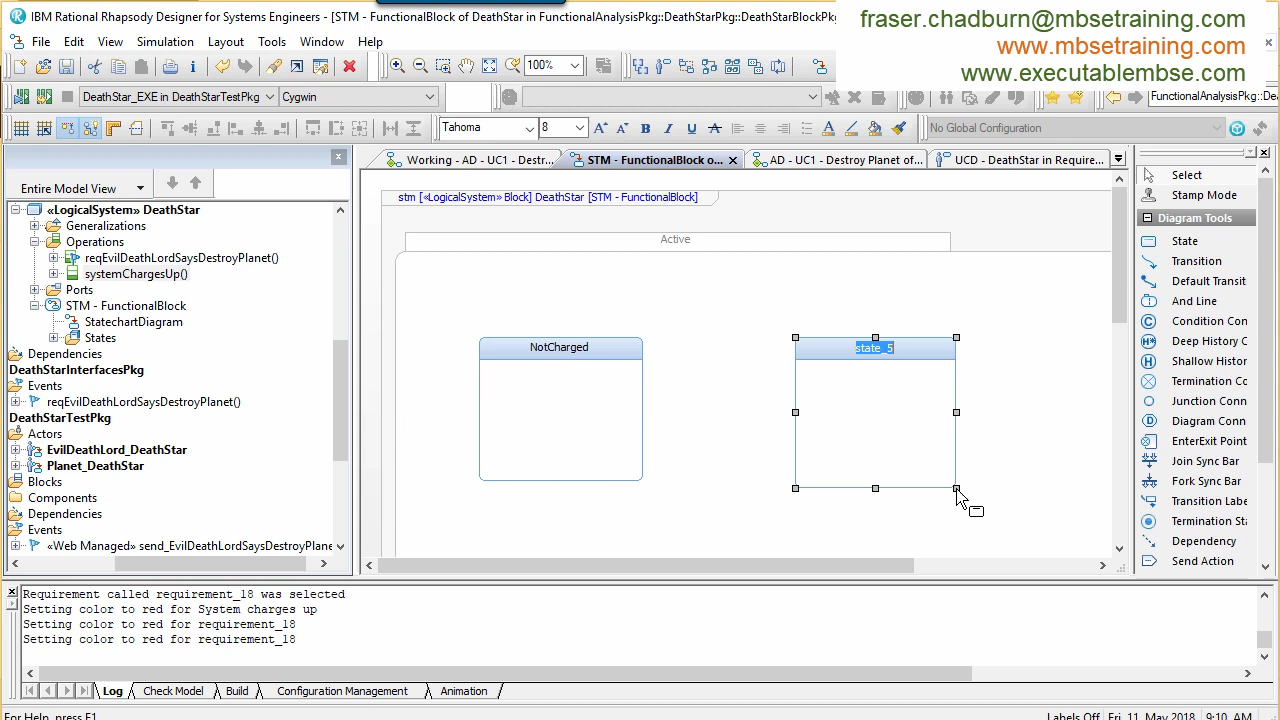 IBM Rational Rhapsody Designer for Systems Engineers - [STM - FunctionalBlock of DeathStar in FunctionalAnalysisPkg::DeathStarPkg::DeathStarBlockPkg
fraser.chadburn@mbsetraining.com
www.mbsetraining.com
www.executablembse.com
File Edit View Simulation Layout Tools Window Help
100%
DeathStar_EXE in DeathStarTestPkg Cygwin
FunctionalAnalysisPkg::De
Tahoma 8 No Global Configuration
Entire Model View
Working - AD - UC1 - Destr... STM - FunctionalBlock o... AD - UC1 - Destroy Planet of... UCD - DeathStar in Require...
«LogicalSystem» DeathStar
Generalizations
Operations
reqEvilDeathLordSaysDestroyPlanet()
systemChargesUp()
Ports
STM - FunctionalBlock
StatechartDiagram
States
Dependencies
DeathStarInterfacesPkg
Events
reqEvilDeathLordSaysDestroyPlanet()
DeathStarTestPkg
Actors
EvilDeathLord_DeathStar
Planet_DeathStar
Blocks
Components
Dependencies
Events
«Web Managed» send_EvilDeathLordSaysDestroyPlane
stm [«LogicalSystem» Block] DeathStar [STM - FunctionalBlock]
Active
NotCharged
state_5
Select
Stamp Mode
Diagram Tools
State
Transition
Default Transit
And Line
Condition Con
Deep History C
Shallow Histor
Termination Co
Junction Conn
Diagram Conn
EnterExit Point
Join Sync Bar
Fork Sync Bar
Transition Labe
Termination Sta
Dependency
Send Action
Requirement called requirement_18 was selected
Setting color to red for System charges up
Setting color to red for requirement_18
Setting color to red for requirement_18
Log Check Model Build Configuration Management Animation
For Help, press F1
Labels Off Fri, 11, May 2018 9:10 AM